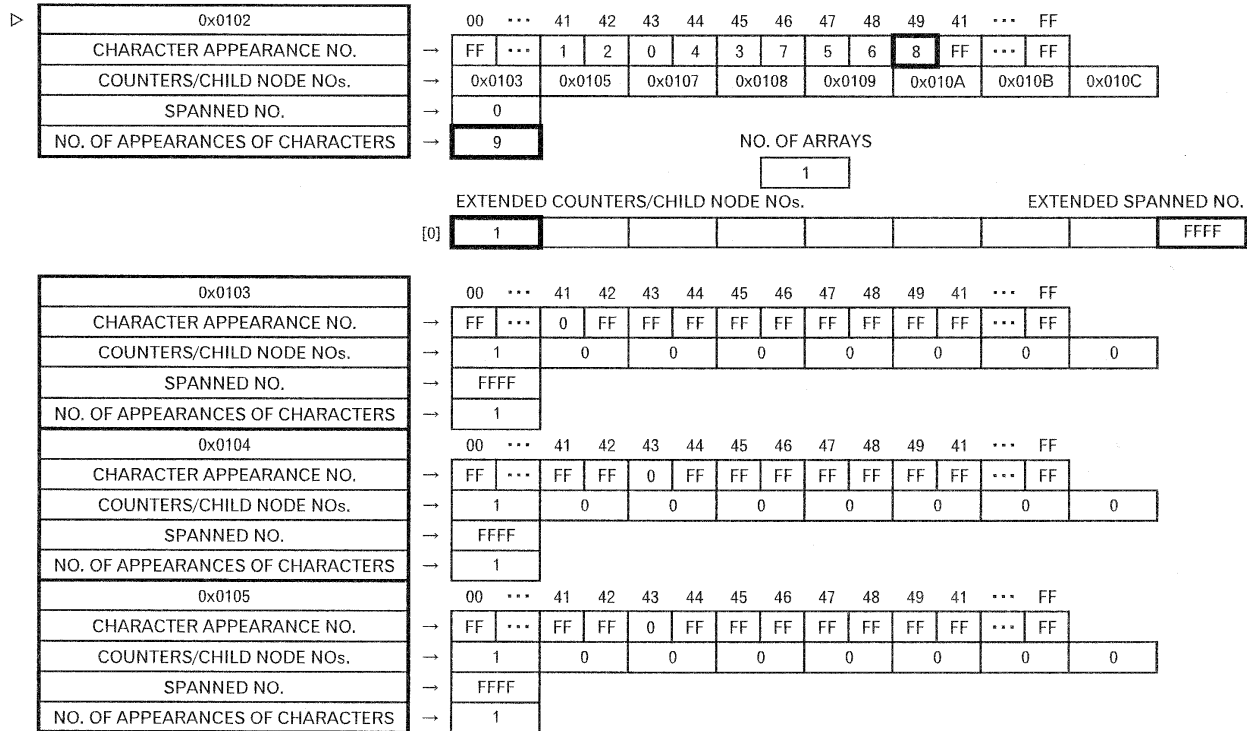 ▷ 0x0102 00 ··· 41 42 43 44 45 46 47 48 49 41 ··· FF
CHARACTER APPEARANCE NO. → FF ··· 1 2 0 4 3 7 5 6 8 FF ··· FF
COUNTERS/CHILD NODE NOs. → 0x0103 0x0105 0x0107 0x0108 0x0109 0x010A 0x010B 0x010C
SPANNED NO. → 0
NO. OF APPEARANCES OF CHARACTERS → 9 NO. OF ARRAYS
1
EXTENDED COUNTERS/CHILD NODE NOs. EXTENDED SPANNED NO.
[0] 1 FFFF
0x0103 00 ··· 41 42 43 44 45 46 47 48 49 41 ··· FF
CHARACTER APPEARANCE NO. → FF ··· 0 FF FF FF FF FF FF FF FF FF ··· FF
COUNTERS/CHILD NODE NOs. → 1 0 0 0 0 0 0 0
SPANNED NO. → FFFF
NO. OF APPEARANCES OF CHARACTERS → 1
0x0104 00 ··· 41 42 43 44 45 46 47 48 49 41 ··· FF
CHARACTER APPEARANCE NO. → FF ··· FF FF 0 FF FF FF FF FF FF FF ··· FF
COUNTERS/CHILD NODE NOs. → 1 0 0 0 0 0 0 0
SPANNED NO. → FFFF
NO. OF APPEARANCES OF CHARACTERS → 1
0x0105 00 ··· 41 42 43 44 45 46 47 48 49 41 ··· FF
CHARACTER APPEARANCE NO. → FF ··· FF FF 0 FF FF FF FF FF FF FF ··· FF
COUNTERS/CHILD NODE NOs. → 1 0 0 0 0 0 0 0
SPANNED NO. → FFFF
NO. OF APPEARANCES OF CHARACTERS → 1